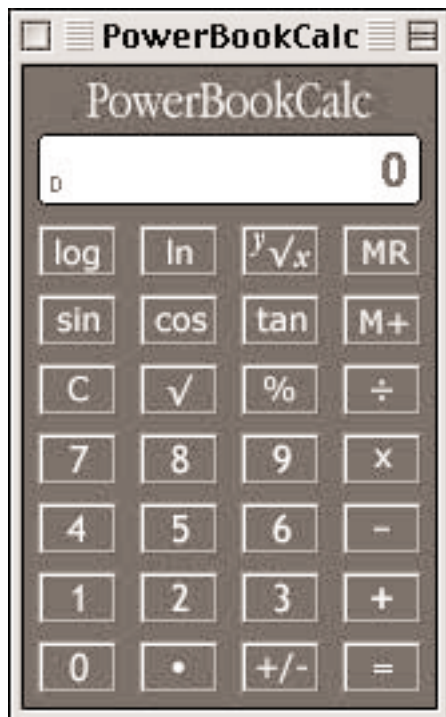 PowerBookCalc
PowerBookCalc
0
D
log ln y√x MR
sin cos tan M+
C √ % ÷
7 8 9 ×
4 5 6 −
1 2 3 +
0 • +/- =